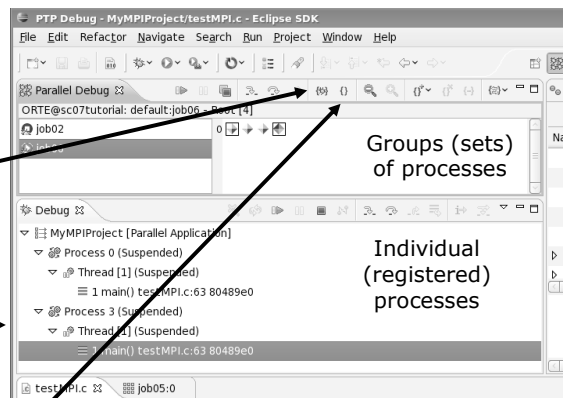 PTP Debug - MyMPIProject/testMPI.c - Eclipse SDK
File Edit Refactor Navigate Search Run Project Window Help
Parallel Debug
ORTE@sc07tutorial: default:job06 - Root [4]
job02
0
Groups (sets)
of processes
Na
Debug
MyMPIProject [Parallel Application]
Process 0 (Suspended)
Thread [1] (Suspended)
1 main() testMPI.c:63 80489e0
Process 3 (Suspended)
Thread [1] (Suspended)
1 main() testMPI.c:63 80489e0
Individual
(registered)
processes
testMPI.c
job05:0